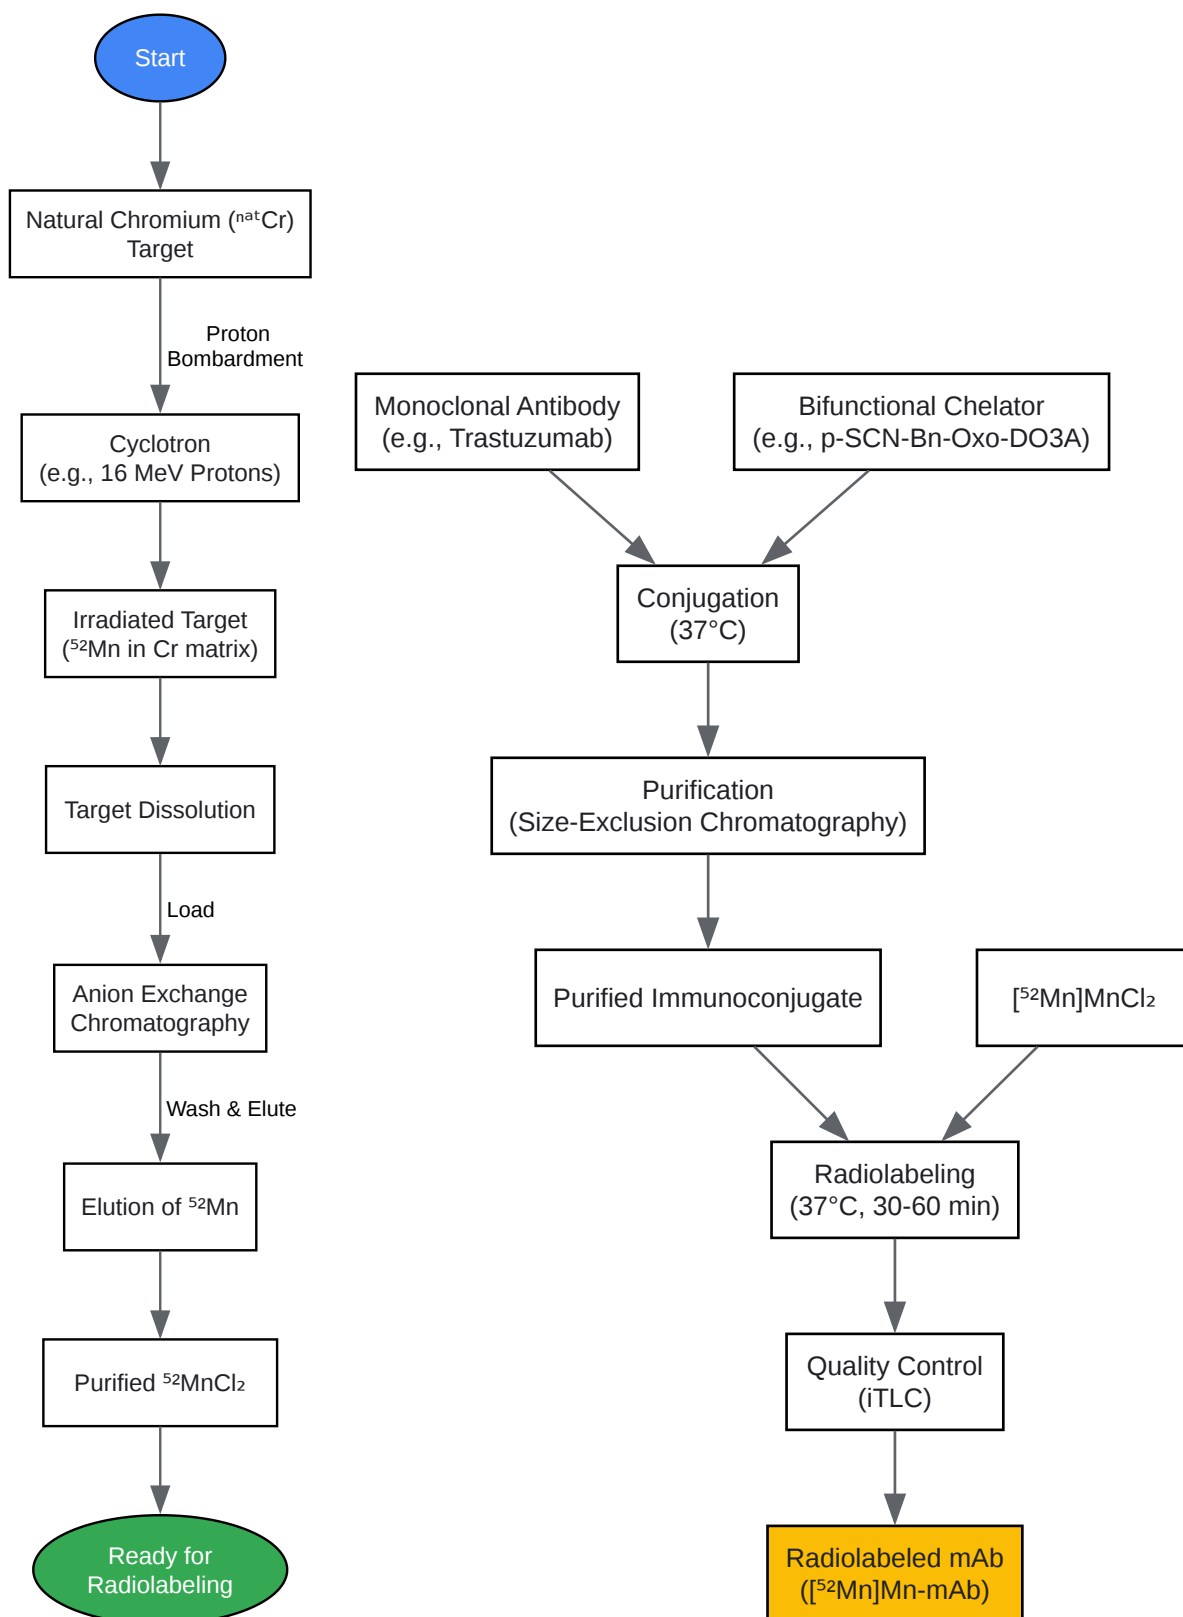 Start
Natural Chromium (ⁿᵃᵗCr)
Target
Proton
Bombardment
Cyclotron
(e.g., 16 MeV Protons)
Irradiated Target
(⁵²Mn in Cr matrix)
Target Dissolution
Load
Anion Exchange
Chromatography
Wash & Elute
Elution of ⁵²Mn
Purified ⁵²MnCl₂
Ready for
Radiolabeling
Monoclonal Antibody
(e.g., Trastuzumab)
Bifunctional Chelator
(e.g., p-SCN-Bn-Oxo-DO3A)
Conjugation
(37°C)
Purification
(Size-Exclusion Chromatography)
Purified Immunoconjugate
[⁵²Mn]MnCl₂
Radiolabeling
(37°C, 30-60 min)
Quality Control
(iTLC)
Radiolabeled mAb
([⁵²Mn]Mn-mAb)